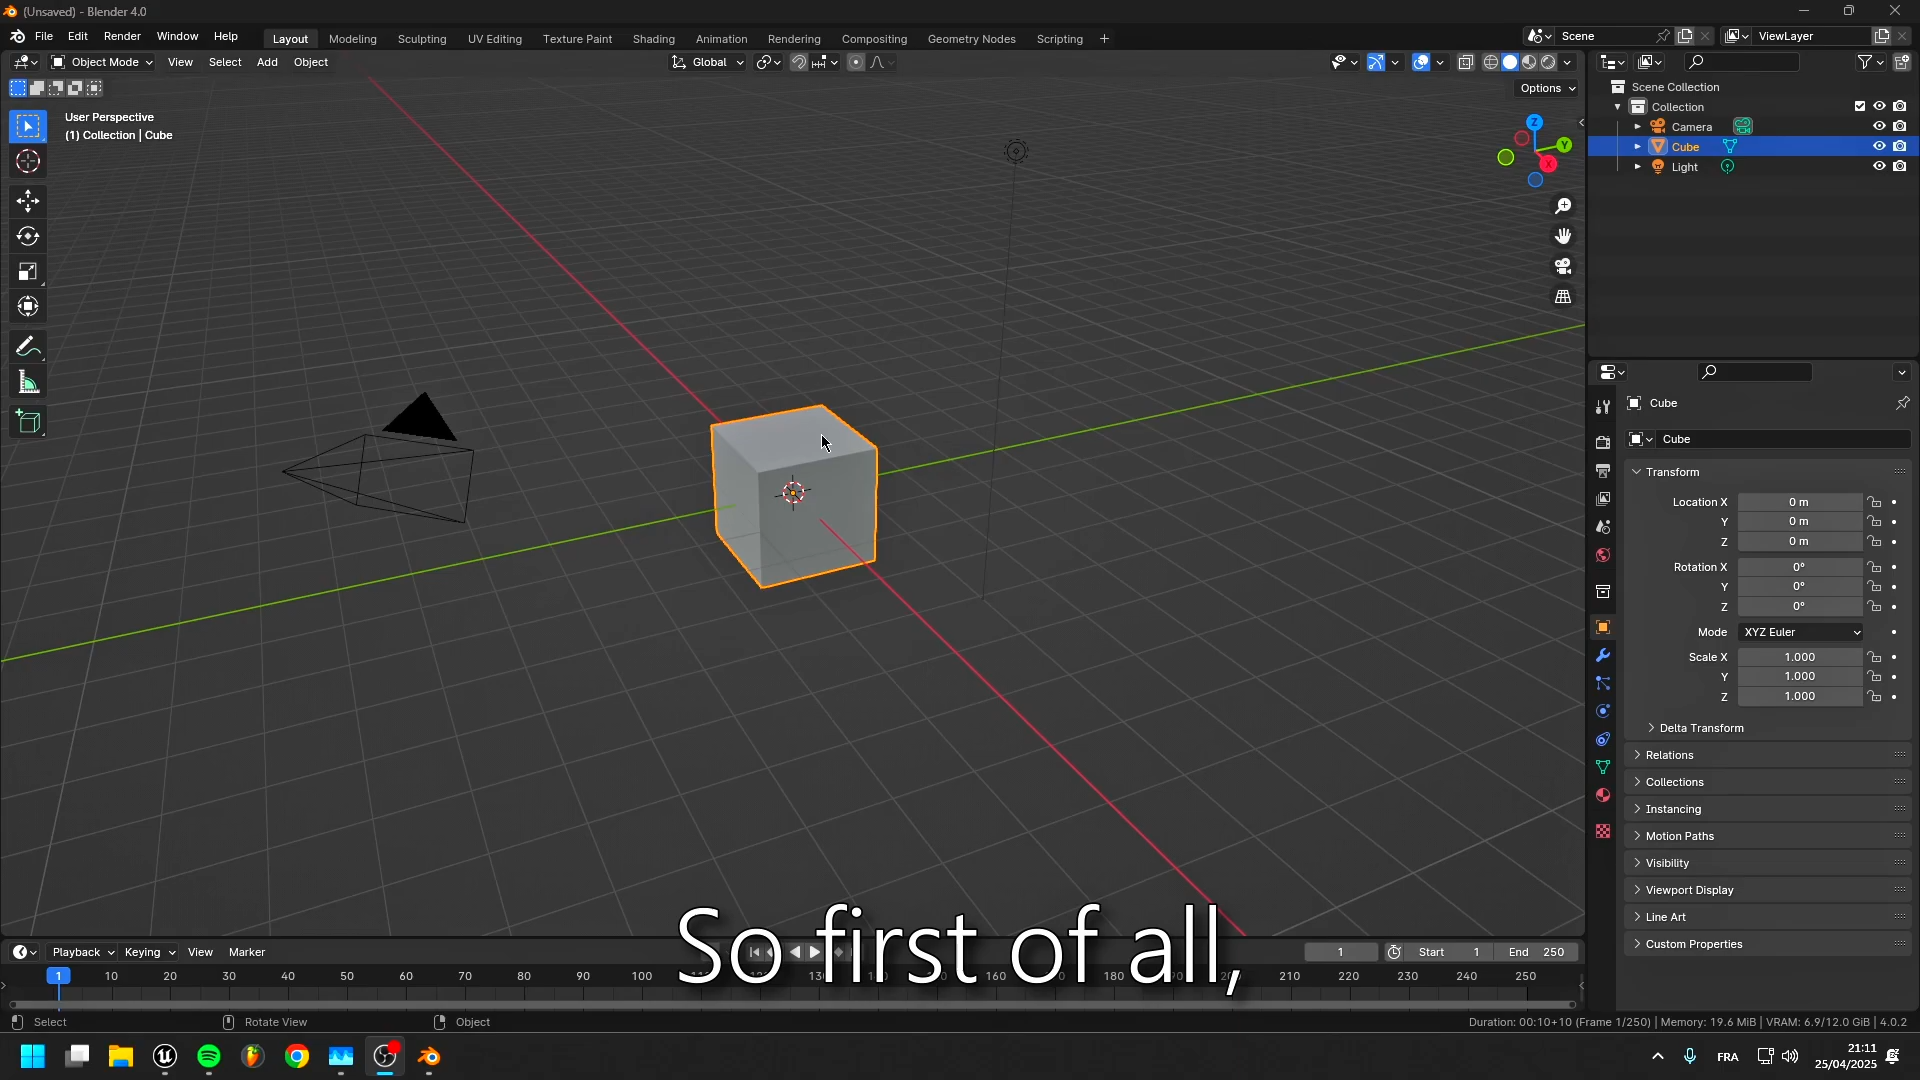 (Unsaved) - Blender 4.0
File Edit Render Window Help
Layout Modeling Sculpting UV Editing Texture Paint Shading Animation Rendering Compositing Geometry Nodes Scripting +
Scene
ViewLayer
Object Mode View Select Add Object
Global
Options
User Perspective
(1) Collection | Cube
Z
Y
X
Scene Collection
Collection
Camera
Cube
Light
Cube
Cube
Transform
Location X 0 m
Y 0 m
Z 0 m
Rotation X 0°
Y 0°
Z 0°
Mode XYZ Euler
Scale X 1.000
Y 1.000
Z 1.000
Delta Transform
Relations
Collections
Instancing
Motion Paths
Visibility
Viewport Display
Line Art
Custom Properties
So first of all,
Playback Keying View Marker
1 Start 1 End 250
1 10 20 30 40 50 60 70 80 90 100 110 130 160 210 220 230 240 250
Select Rotate View Object
Duration: 00:10+10 (Frame 1/250) | Memory: 19.6 MiB | VRAM: 6.9/12.0 GiB | 4.0.2
FRA
21:11
25/04/2025